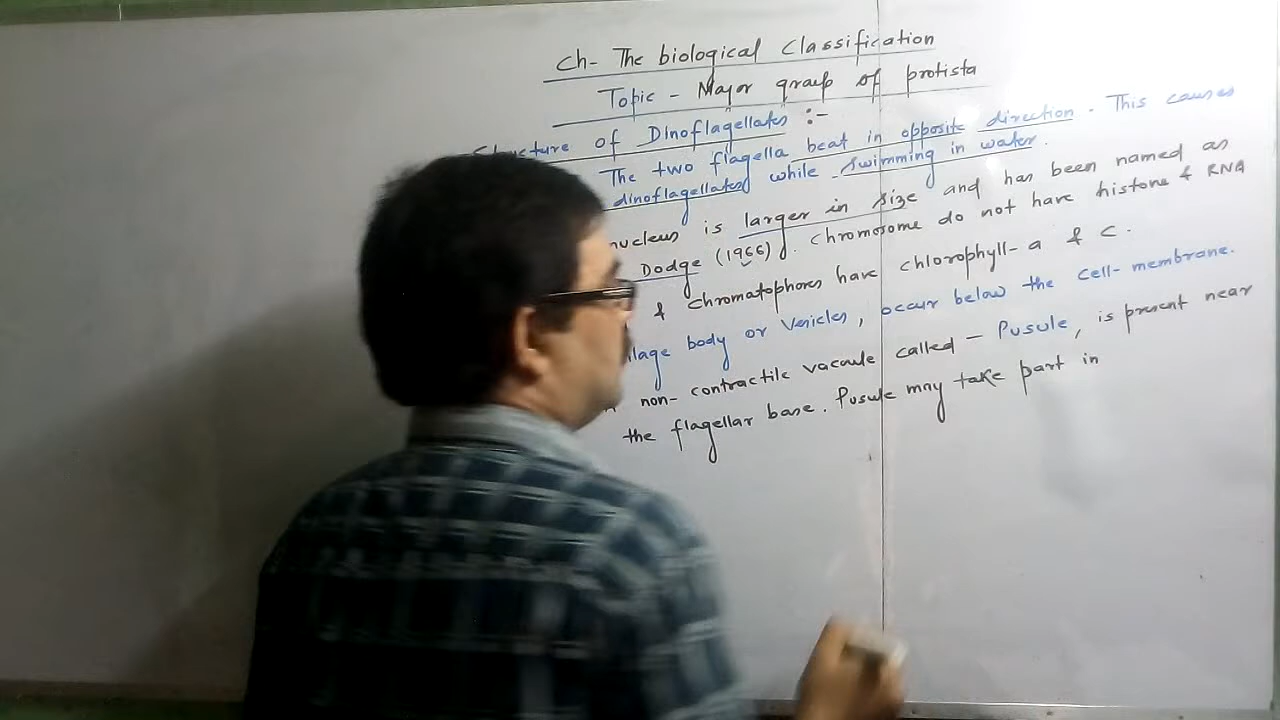 Ch- The biological Classification
Topic - Major group of protista
Structure of Dinoflagellates :-
The two flagella beat in opposite direction. This causes
dinoflagellates while swimming in water.
nucleus is larger in size and has been named as
Dodge (1966). Chromosome do not have histone & RNA
& chromatophores have chlorophyll-a & c.
body or vesicles, occur below the cell-membrane.
non-contractile vacoule called - Pusule, is present near
the flagellar base. Pusule may take part in